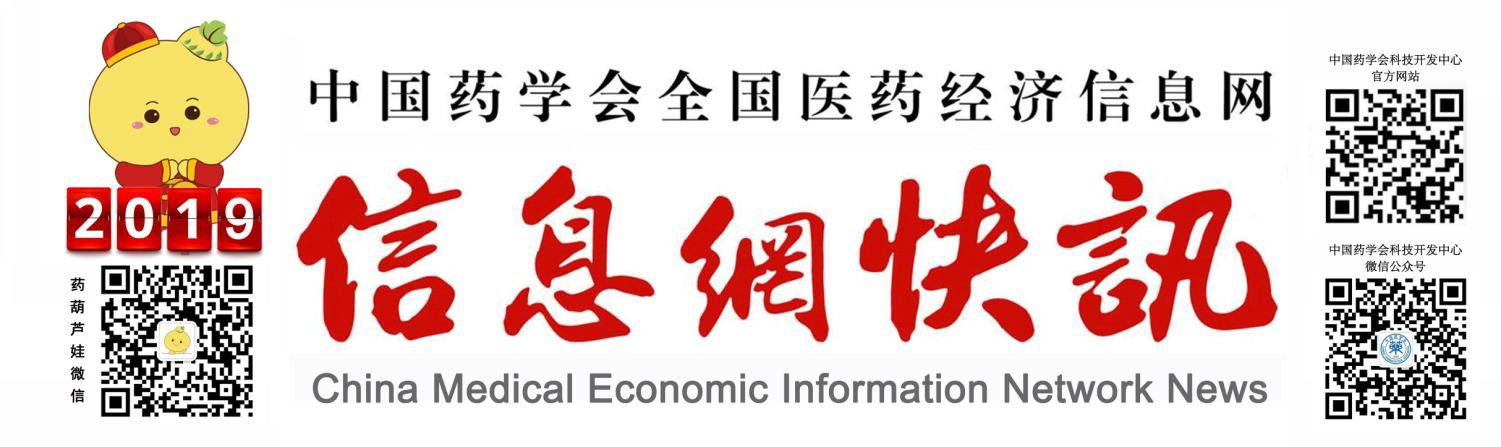 中国药学会全国医药经济信息网
信息網快訊
China Medical Economic Information Network News
2019
药葫芦娃微信
中国药学会科技开发中心
官方网站
中国药学会科技开发中心
微信公众号
藥